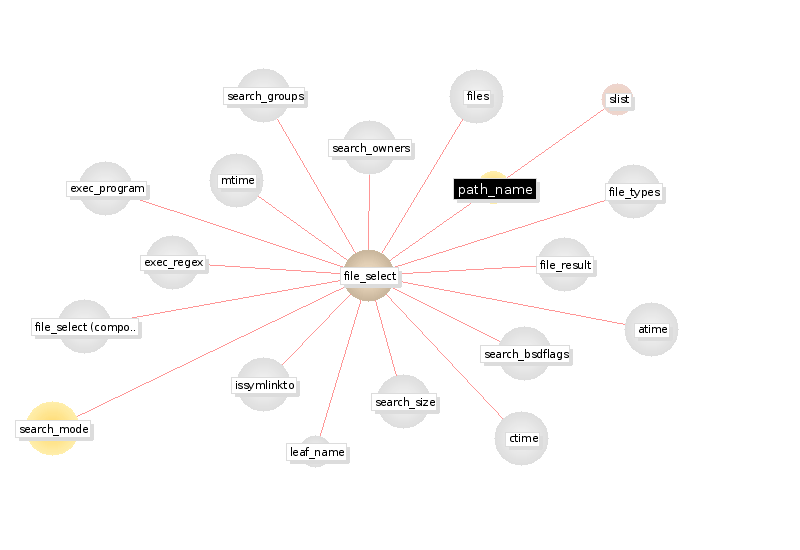 search_groups
files
slist
search_owners
mtime
exec_program
path_name
file_types
exec_regex
file_result
file_select
file_select (compo..
atime
search_bsdflags
issymlinkto
search_size
search_mode
ctime
leaf_name